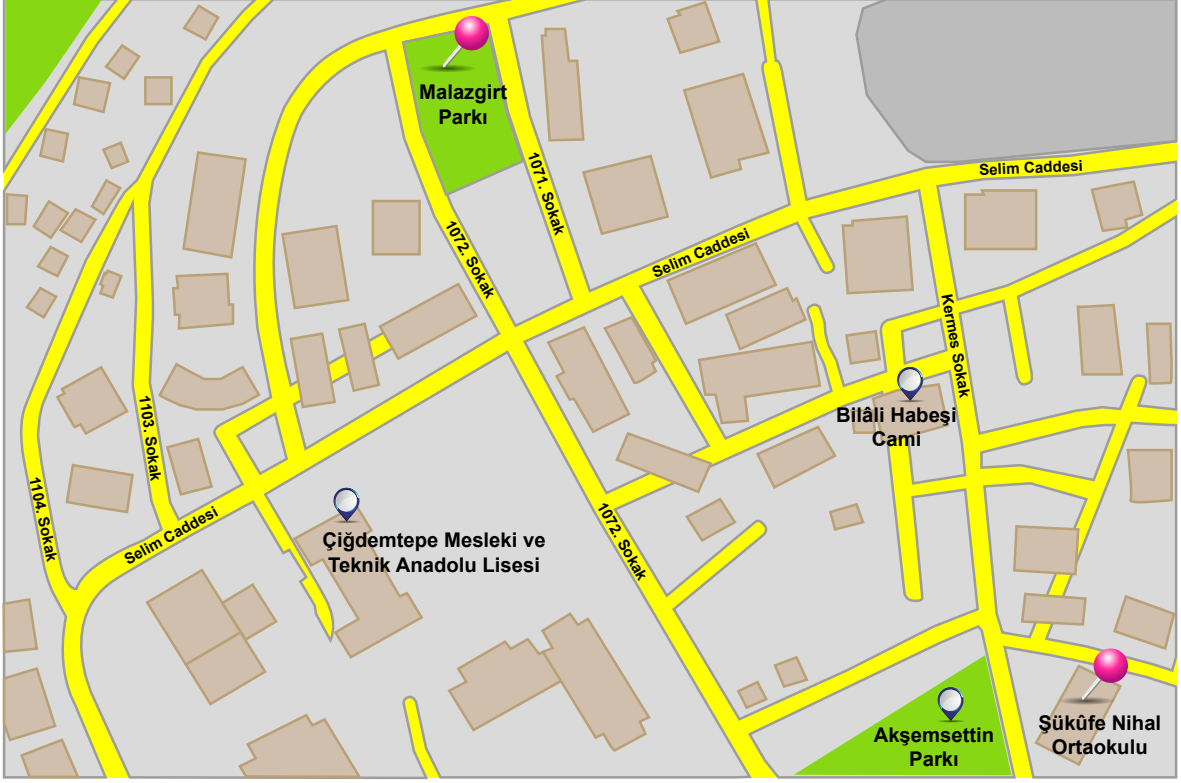 Malazgirt
Parkı
1071. Sokak
Selim Caddesi
1072. Sokak
Selim Caddesi
Kermes Sokak
Bilâli Habeşi
Cami
1103. Sokak
1104. Sokak
Selim Caddesi
Çiğdemtepe Mesleki ve
Teknik Anadolu Lisesi
1072. Sokak
Akşemsettin
Parkı
Şükûfe Nihal
Ortaokulu